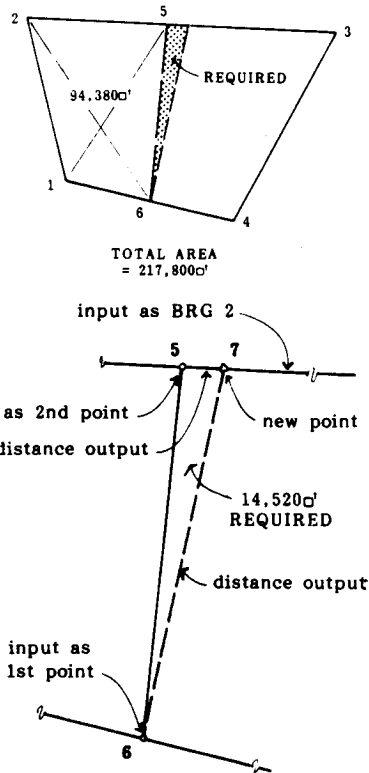 2
5
3
REQUIRED
94,380□'
1
6
4
TOTAL AREA
= 217,800□'
input as BRG 2
5
7
as 2nd point
new point
distance output
14,520□'
REQUIRED
distance output
input as
1st point
6